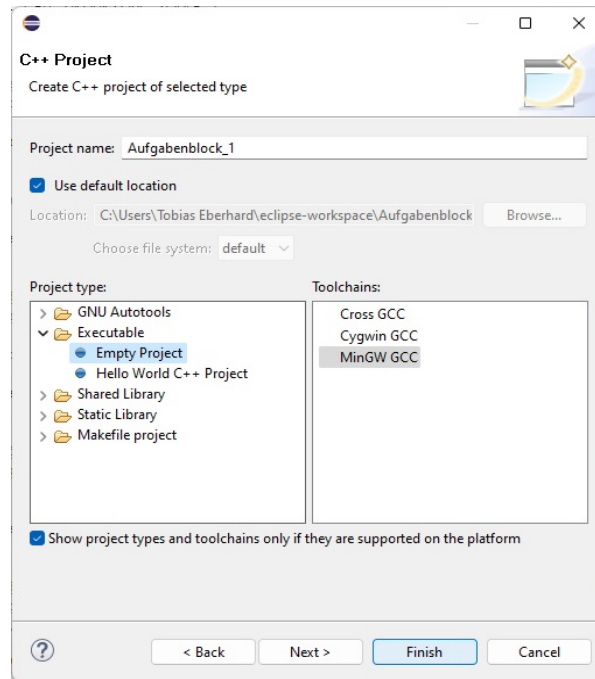 C++ Project
Create C++ project of selected type
Project name: Aufgabenblock_1
Use default location
Location: C:\Users\Tobias Eberhard\eclipse-workspace\Aufgabenblock Browse...
Choose file system: default
Project type:
GNU Autotools
Executable
Empty Project
Hello World C++ Project
Shared Library
Static Library
Makefile project
Toolchains:
Cross GCC
Cygwin GCC
MinGW GCC
Show project types and toolchains only if they are supported on the platform
? < Back Next > Finish Cancel